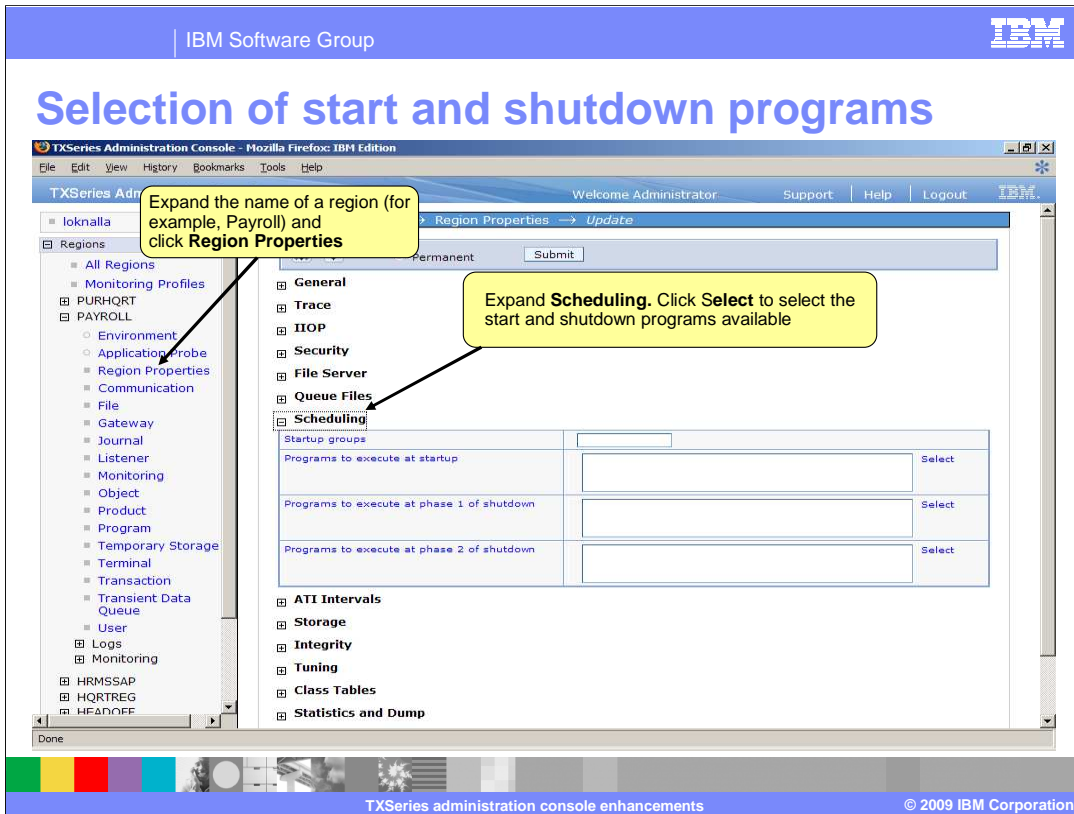 IBM Software Group
IBM
Selection of start and shutdown programs
TXSeries Administration Console - Mozilla Firefox: IBM Edition
File Edit View History Bookmarks Tools Help
TXSeries Adm
Welcome Administrator
Support | Help | Logout
IBM.
Expand the name of a region (for
example, Payroll) and
click Region Properties
loknalla
→ Region Properties → Update
Regions
All Regions
Monitoring Profiles
PURHQRT
PAYROLL
Environment
Application Probe
Region Properties
Communication
File
Gateway
Journal
Listener
Monitoring
Object
Product
Program
Temporary Storage
Terminal
Transaction
Transient Data
Queue
User
Logs
Monitoring
HRMSSAP
HQRTREG
HEADOFF
Permanent
Submit
General
Trace
IIOP
Security
File Server
Queue Files
Expand Scheduling. Click Select to select the
start and shutdown programs available
Scheduling
Startup groups
Programs to execute at startup
Select
Programs to execute at phase 1 of shutdown
Select
Programs to execute at phase 2 of shutdown
Select
ATI Intervals
Storage
Integrity
Tuning
Class Tables
Statistics and Dump
Done
TXSeries administration console enhancements
© 2009 IBM Corporation